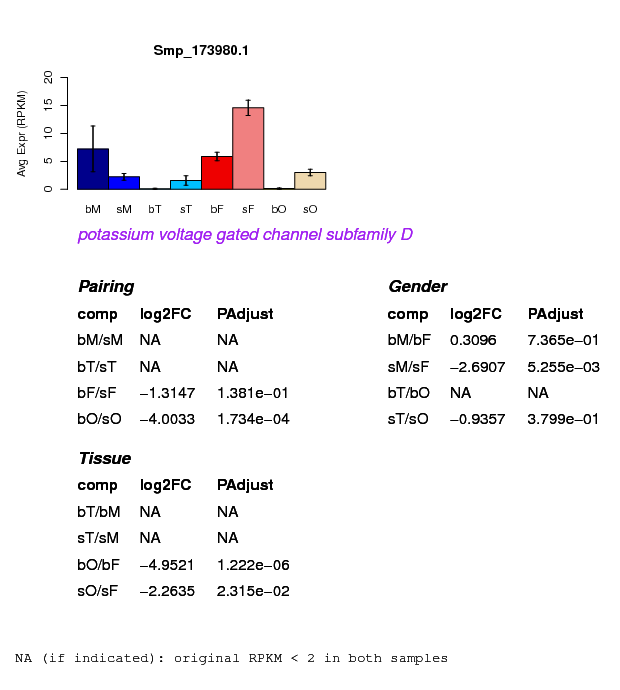 Smp_173980.1
Avg Expr (RPKM)
20
15
10
5
0
bM sM bT sT bF sF bO sO
potassium voltage gated channel subfamily D
Pairing
comp log2FC PAdjust
bM/sM NA NA
bT/sT NA NA
bF/sF −1.3147 1.381e−01
bO/sO −4.0033 1.734e−04
Gender
comp log2FC PAdjust
bM/bF 0.3096 7.365e−01
sM/sF −2.6907 5.255e−03
bT/bO NA NA
sT/sO −0.9357 3.799e−01
Tissue
comp log2FC PAdjust
bT/bM NA NA
sT/sM NA NA
bO/bF −4.9521 1.222e−06
sO/sF −2.2635 2.315e−02
NA (if indicated): original RPKM < 2 in both samples